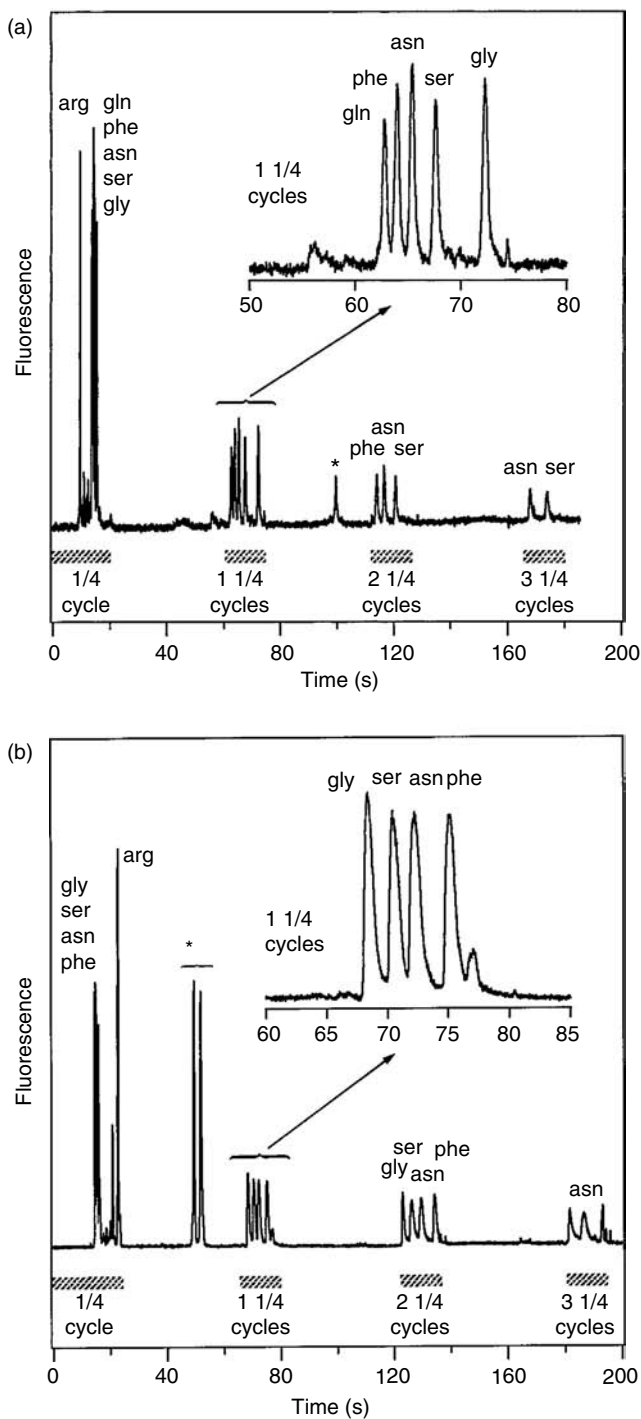 (a)
asn
phe
ser
gly
gln
arg
gln
phe
asn
ser
gly
1 1/4
cycles
50 60 70 80
Fluorescence
*
asn
phe ser
asn ser
1/4
cycle
1 1/4
cycles
2 1/4
cycles
3 1/4
cycles
0 40 80 120 160 200
Time (s)
(b)
gly ser asn phe
arg
gly
ser
asn
phe
*
1 1/4
cycles
60 65 70 75 80 85
Fluorescence
ser phe
gly asn
asn
1/4
cycle
1 1/4
cycles
2 1/4
cycles
3 1/4
cycles
0 40 80 120 160 200
Time (s)